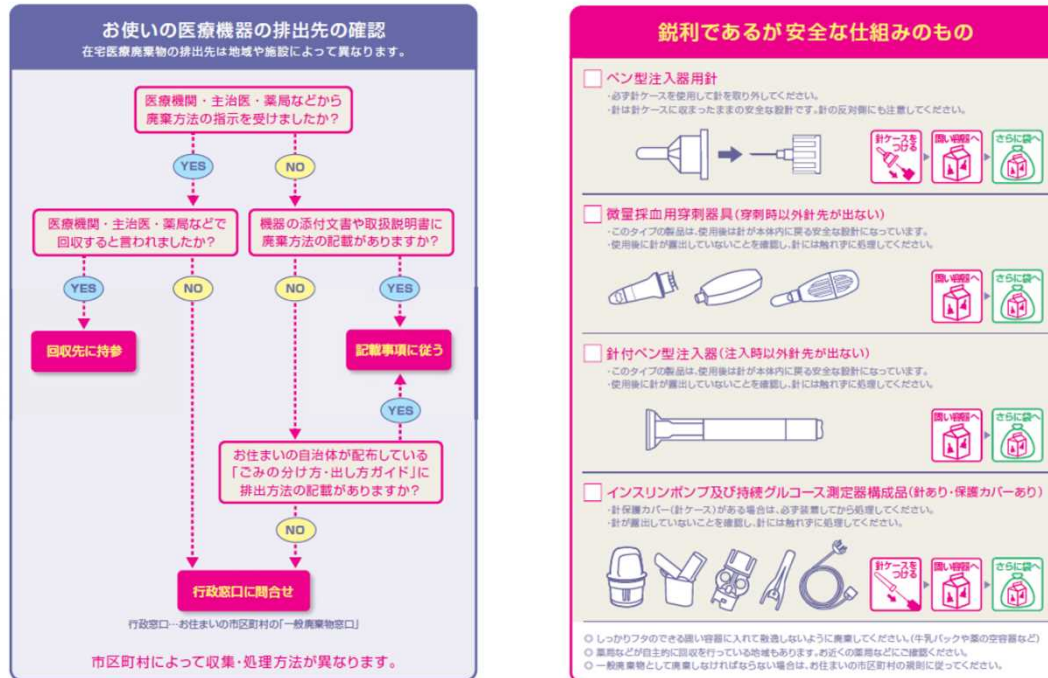 お使いの医療機器の排出先の確認
在宅医療廃棄物の排出先は地域や施設によって異なります。
医療機関・主治医・薬局などから
廃棄方法の指示を受けましたか？
YES
NO
医療機関・主治医・薬局などで
回収すると言われましたか？
機器の添付文書や取扱説明書に
廃棄方法の記載がありますか？
YES
NO
NO
YES
回収先に持参
記載事項に従う
YES
お住まいの自治体が配布している
「ごみの分け方・出し方ガイド」に
排出方法の記載がありますか？
NO
行政窓口に問合せ
行政窓口…お住まいの市区町村の「一般廃棄物窓口」
市区町村によって収集・処理方法が異なります。
鋭利であるが安全な仕組みのもの
ペン型注入器用針
・必ず針ケースを使用して針を取り外してください。
・針は針ケースに収まったままの安全な設計です。針の反対側にも注意してください。
針ケースを
つける
固い容器へ
さらに袋へ
微量採血用穿刺器具(穿刺時以外針先が出ない)
・このタイプの製品は、使用後は針が本体内に戻る安全な設計になっています。
・使用後に針が露出していないことを確認し、針には触れずに処理してください。
固い容器へ
さらに袋へ
針付ペン型注入器(注入時以外針先が出ない)
・このタイプの製品は、使用後は針が本体内に戻る安全な設計になっています。
・使用後に針が露出していないことを確認し、針には触れずに処理してください。
固い容器へ
さらに袋へ
インスリンポンプ及び持続グルコース測定器構成品(針あり・保護カバーあり)
・針保護カバー(針ケース)がある場合は、必ず装着してから処理してください。
・針が露出していないことを確認し、針には触れずに処理してください。
針ケースを
つける
固い容器へ
さらに袋へ
◎ しっかりフタのできる固い容器に入れて散逸しないように廃棄してください。(牛乳パックや薬の空容器など)
◎ 薬局などが自主的に回収を行っている地域もあります。お近くの薬局などにご確認ください。
◎ 一般廃棄物として廃棄しなければならない場合は、お住まいの市区町村の規則に従ってください。